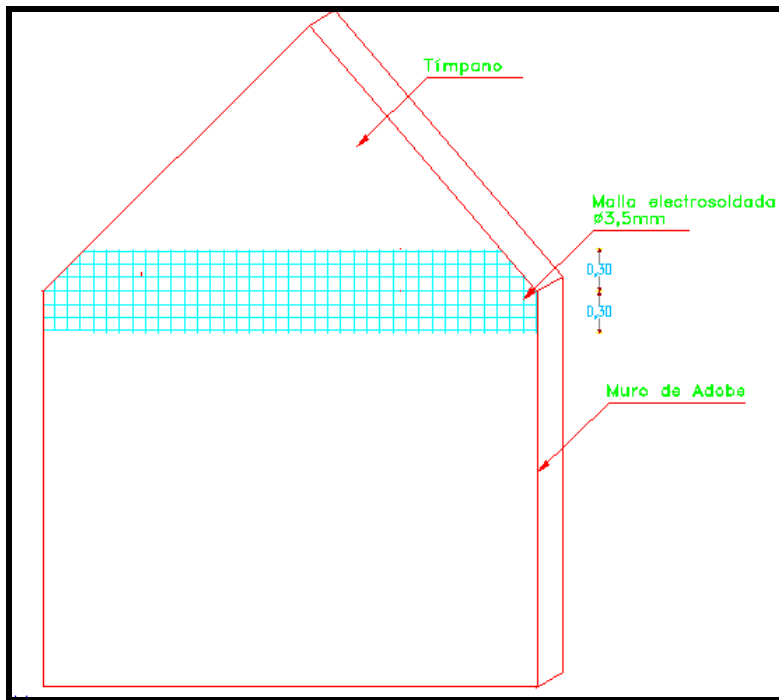 Tímpano
Malla electrosoldada
ø3,5mm
0,30
0,30
Muro de Adobe